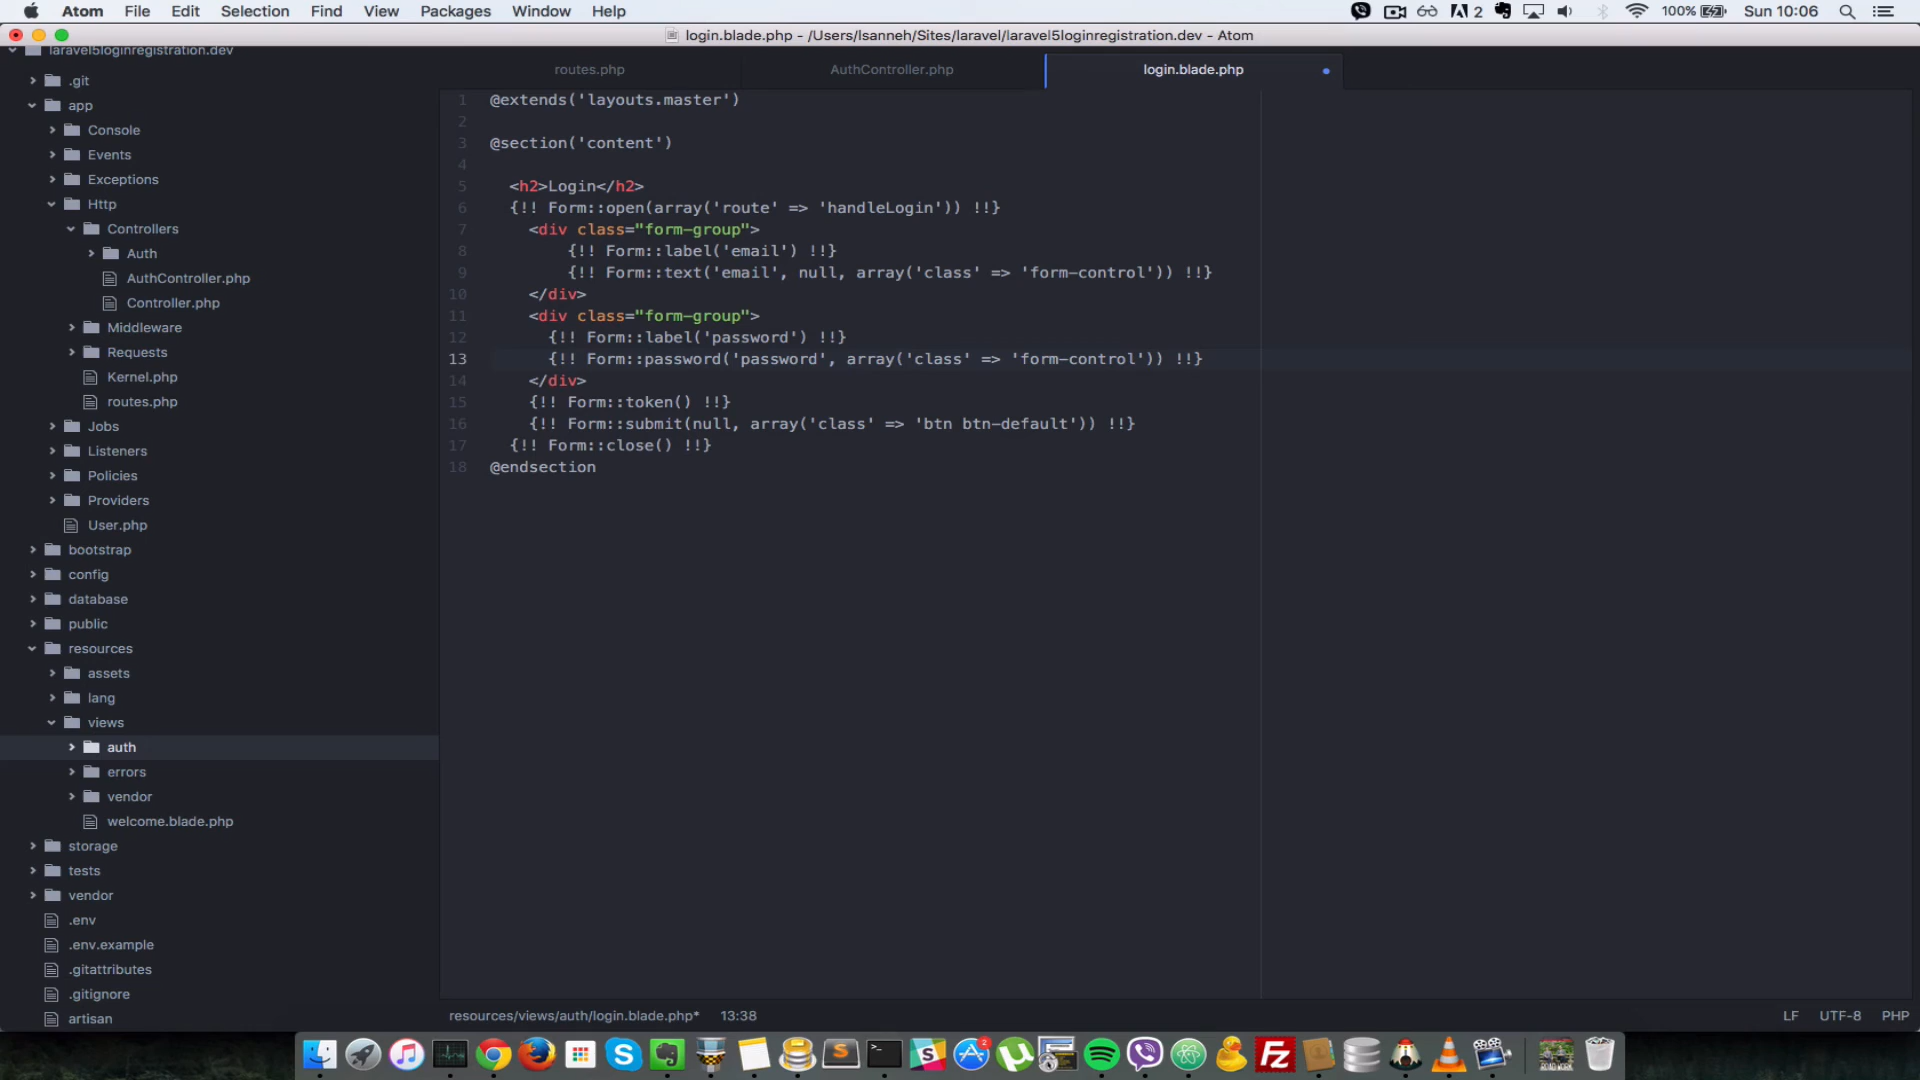 Atom File Edit Selection Find View Packages Window Help 2 100% Sun 10:06
login.blade.php - /Users/lsanneh/Sites/laravel/laravel5loginregistration.dev - Atom
laravel5loginregistration.dev
.git
app
Console
Events
Exceptions
Http
Controllers
Auth
AuthController.php
Controller.php
Middleware
Requests
Kernel.php
routes.php
Jobs
Listeners
Policies
Providers
User.php
bootstrap
config
database
public
resources
assets
lang
views
auth
errors
vendor
welcome.blade.php
storage
tests
vendor
.env
.env.example
.gitattributes
.gitignore
artisan
routes.php AuthController.php login.blade.php
1 @extends('layouts.master')
2
3 @section('content')
4
5 <h2>Login</h2>
6 {!! Form::open(array('route' => 'handleLogin')) !!}
7 <div class="form-group">
8 {!! Form::label('email') !!}
9 {!! Form::text('email', null, array('class' => 'form-control')) !!}
10 </div>
11 <div class="form-group">
12 {!! Form::label('password') !!}
13 {!! Form::password('password', array('class' => 'form-control')) !!}
14 </div>
15 {!! Form::token() !!}
16 {!! Form::submit(null, array('class' => 'btn btn-default')) !!}
17 {!! Form::close() !!}
18 @endsection
resources/views/auth/login.blade.php* 13:38 LF UTF-8 PHP